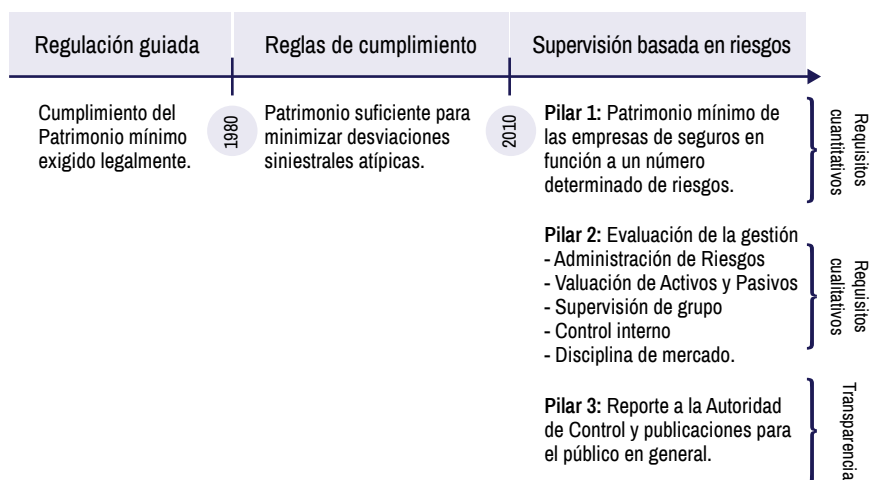 Regulación guiada
Reglas de cumplimiento
Supervisión basada en riesgos
Cumplimiento del
Patrimonio mínimo
exigido legalmente.
1980
Patrimonio suficiente para
minimizar desviaciones
siniestrales atípicas.
2010
Pilar 1: Patrimonio mínimo de
las empresas de seguros en
función a un número
determinado de riesgos.
Requisitos
cuantitativos
Pilar 2: Evaluación de la gestión
- Administración de Riesgos
- Valuación de Activos y Pasivos
- Supervisión de grupo
- Control interno
- Disciplina de mercado.
Requisitos
cualitativos
Pilar 3: Reporte a la Autoridad
de Control y publicaciones para
el público en general.
Transparencia